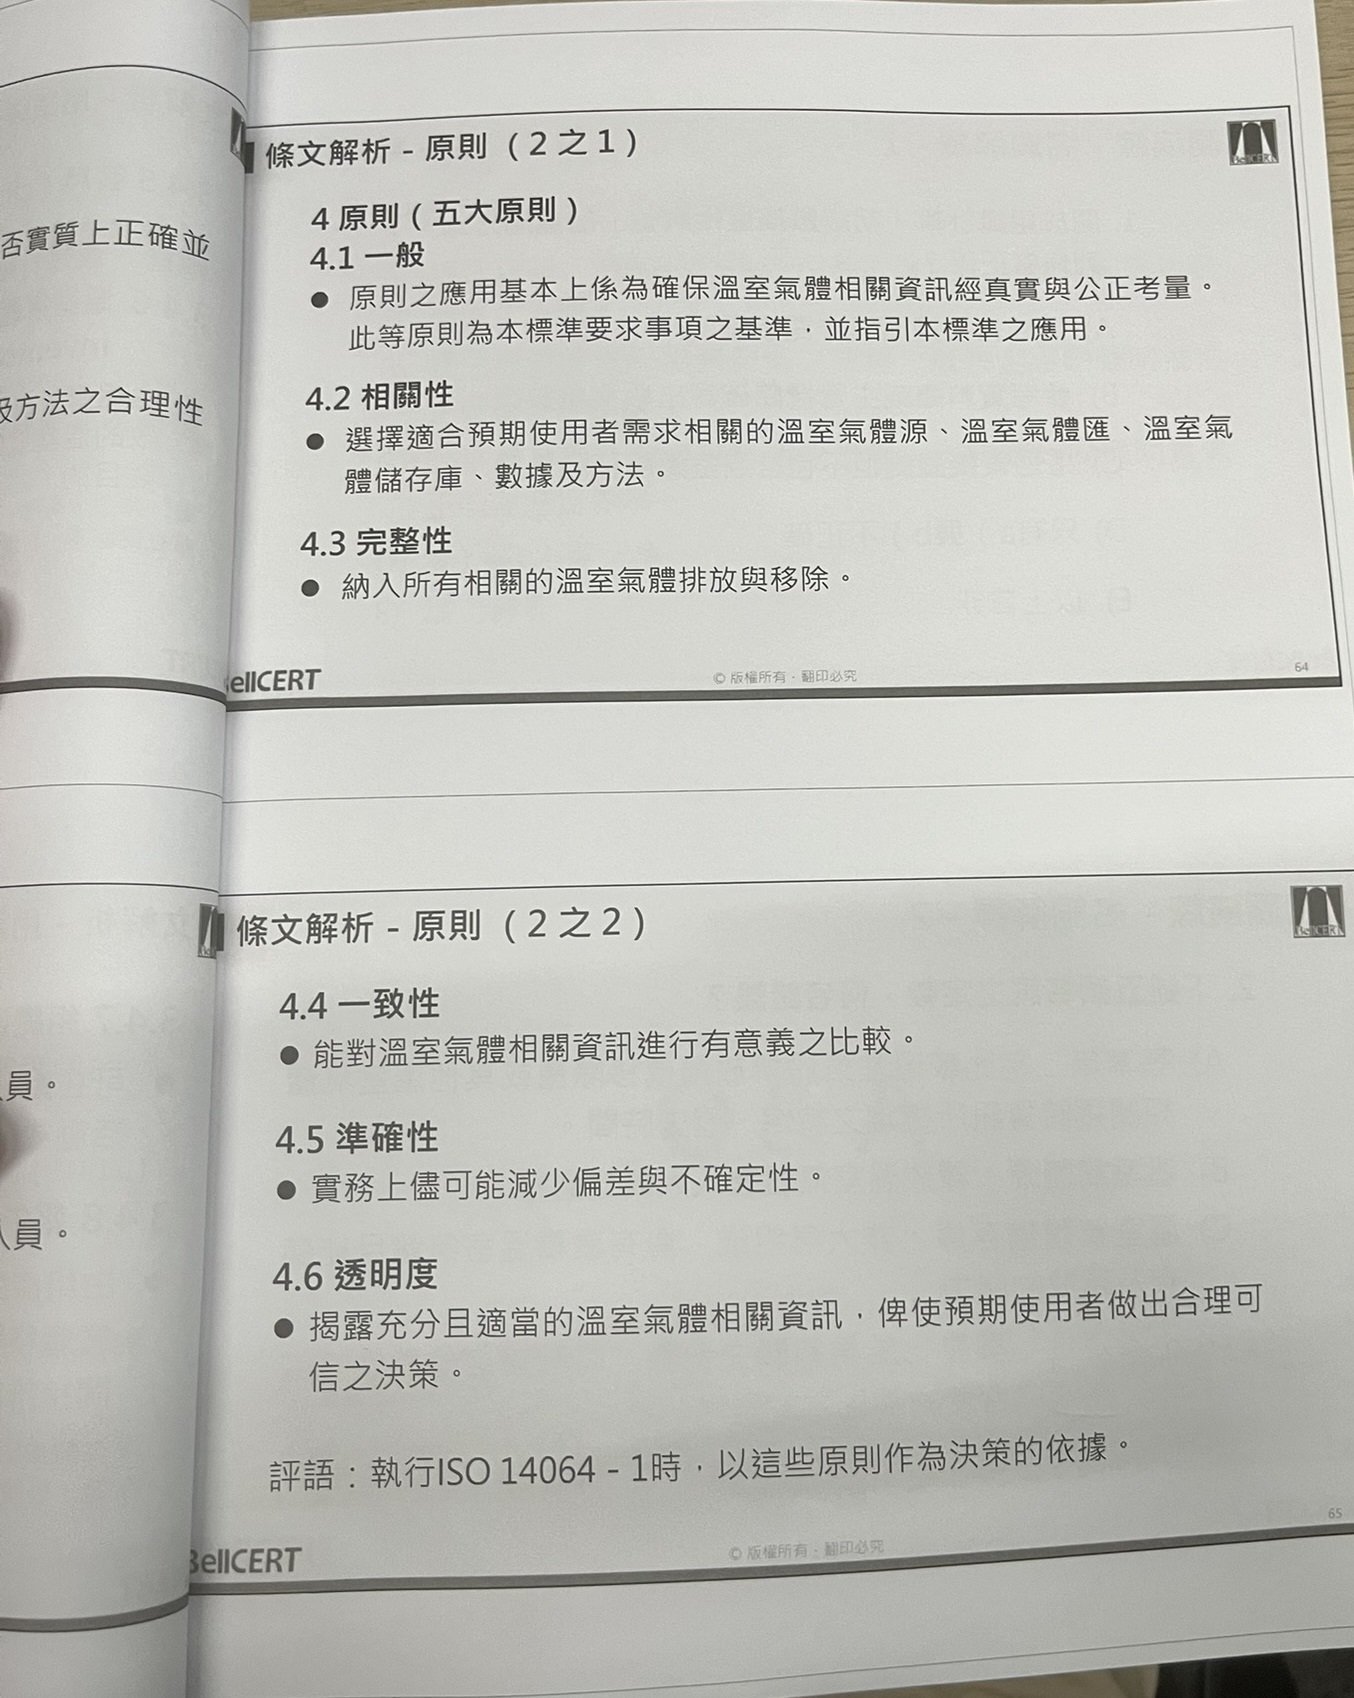 否實質上正確並
方法之合理性
員。
人員。
條文解析 - 原則 (2之1)
BellCERT
4 原則(五大原則)
4.1 一般
● 原則之應用基本上係為確保溫室氣體相關資訊經真實與公正考量。
此等原則為本標準要求事項之基準，並指引本標準之應用。
4.2 相關性
● 選擇適合預期使用者需求相關的溫室氣體源、溫室氣體匯、溫室氣
體儲存庫、數據及方法。
4.3 完整性
● 納入所有相關的溫室氣體排放與移除。
ellCERT
© 版權所有．翻印必究
64
條文解析 - 原則 (2之2)
BellCERT
4.4 一致性
● 能對溫室氣體相關資訊進行有意義之比較。
4.5 準確性
● 實務上儘可能減少偏差與不確定性。
4.6 透明度
● 揭露充分且適當的溫室氣體相關資訊，俾使預期使用者做出合理可
信之決策。
評語：執行ISO 14064 - 1時，以這些原則作為決策的依據。
BellCERT
© 版權所有．翻印必究
65